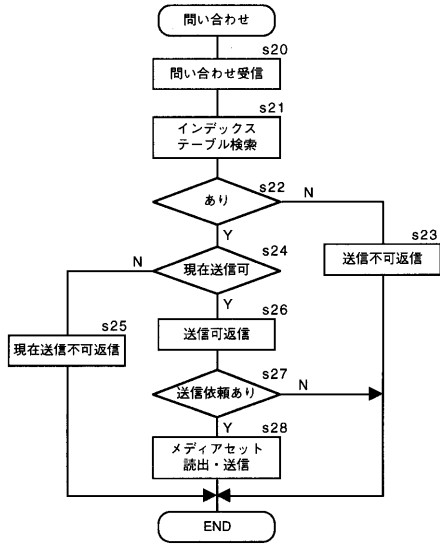 問い合わせ
s20
問い合わせ受信
s21
インデックス
テーブル検索
s22
あり
N
Y
s23
送信不可返信
s24
現在送信可
N
Y
s25
現在送信不可返信
s26
送信可返信
s27
送信依頼あり
N
Y
s28
メディアセット
読出・送信
END